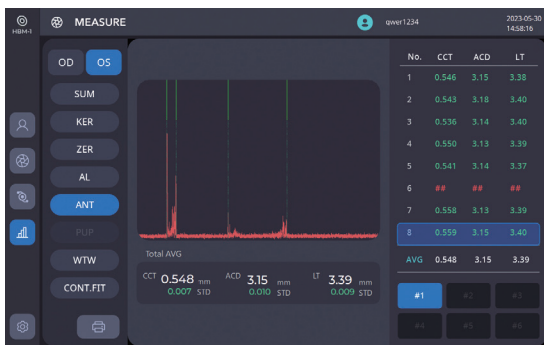 HBM-1
MEASURE
qwer1234
2023-05-30
14:58:16
OD OS
SUM
KER
ZER
AL
ANT
PUP
WTW
CONT.FIT
Total AVG
CCT 0.548 mm ACD 3.15 mm LT 3.39 mm
0.007 STD 0.010 STD 0.009 STD
No. CCT ACD LT
1 0.546 3.15 3.38
2 0.543 3.18 3.40
3 0.536 3.14 3.40
4 0.550 3.13 3.39
5 0.541 3.14 3.37
6 ## ## ##
7 0.558 3.13 3.39
8 0.559 3.15 3.40
AVG 0.548 3.15 3.39
#1 #2 #3
#4 #5 #6